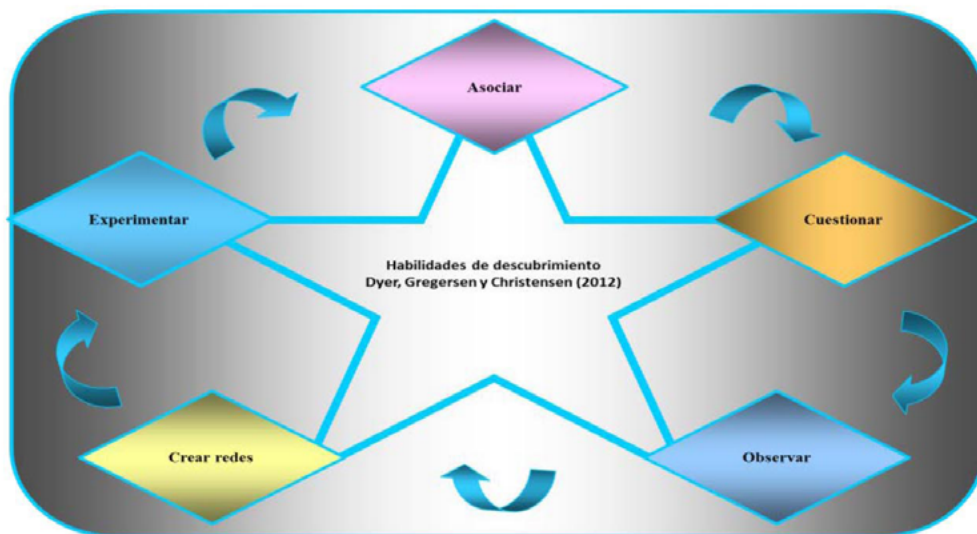 Asociar
Experimentar
Cuestionar
Habilidades de descubrimiento
Dyer, Gregersen y Christensen (2012)
Crear redes
Observar